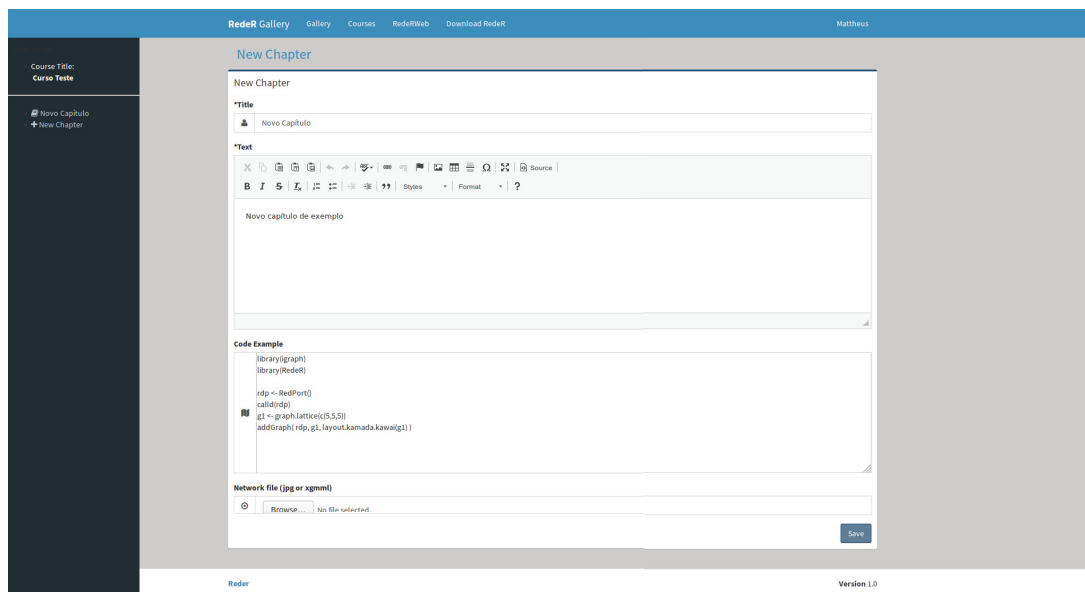 RedeR Gallery Gallery Courses RedeRWeb Download RedeR Mattheus
Course Title:
Curso Teste
Novo Capítulo
New Chapter
New Chapter
New Chapter
*Title
Novo Capítulo
*Text
Source
B I S Ix Styles Format ?
Novo capítulo de exemplo
Code Example
library(igraph)
library(RedeR)
rdp <- RedPort()
calld(rdp)
g1 <- graph.lattice(c(5,5,5))
addGraph( rdp, g1, layout.kamada.kawai(g1) )
Network file (jpg or xgmml)
Browse... No file selected.
Save
Reder Version 1.0